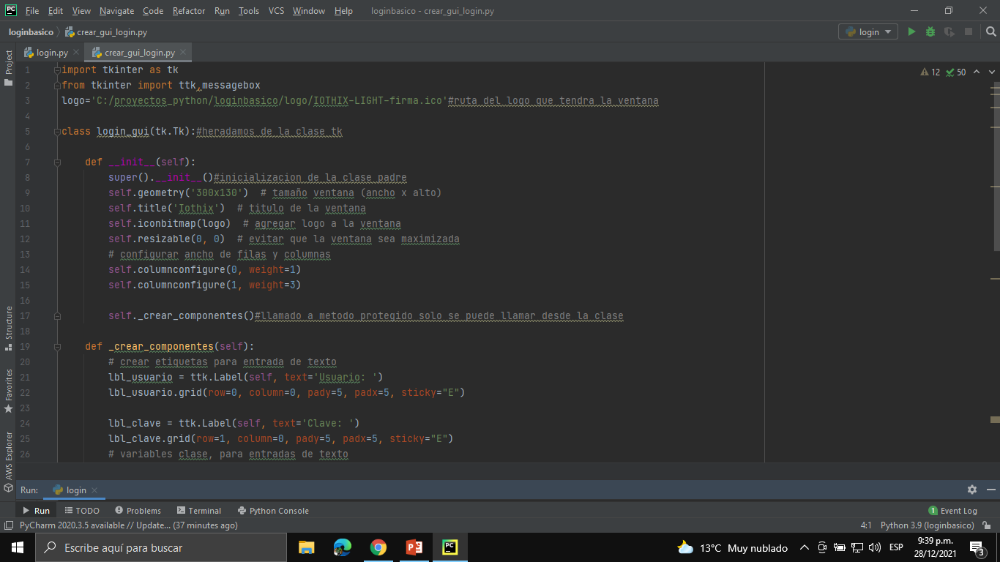 File Edit View Navigate Code Refactor Run Tools VCS Window Help loginbasico - crear_gui_login.py
loginbasico crear_gui_login.py login
login.py crear_gui_login.py
Project
12 50
1 import tkinter as tk
2 from tkinter import ttk,messagebox
3 logo='C:/proyectos_python/loginbasico/logo/IOTHIX-LIGHT-firma.ico'#ruta del logo que tendra la ventana
4
5 class login_gui(tk.Tk):#heradamos de la clase tk
6
7 def __init__(self):
8 super().__init__()#inicializacion de la clase padre
9 self.geometry('300x130')  # tamaño ventana (ancho x alto)
10 self.title('Iothix')  # titulo de la ventana
11 self.iconbitmap(logo)  # agregar logo a la ventana
12 self.resizable(0, 0)  # evitar que la ventana sea maximizada
13 # configurar ancho de filas y columnas
14 self.columnconfigure(0, weight=1)
15 self.columnconfigure(1, weight=3)
16
17 self._crear_componentes()#llamado a metodo protegido solo se puede llamar desde la clase
18
19 def _crear_componentes(self):
20 # crear etiquetas para entrada de texto
21 lbl_usuario = ttk.Label(self, text='Usuario: ')
22 lbl_usuario.grid(row=0, column=0, pady=5, padx=5, sticky="E")
23
24 lbl_clave = ttk.Label(self, text='Clave: ')
25 lbl_clave.grid(row=1, column=0, pady=5, padx=5, sticky="E")
26 # variables clase, para entradas de texto
Structure
Favorites
AWS Explorer
Run: login
Run TODO Problems Terminal Python Console 1 Event Log
PyCharm 2020.3.5 available // Update... (37 minutes ago) 4:1 Python 3.9 (loginbasico)
Escribe aquí para buscar 13°C Muy nublado ESP 9:39 p.m.
28/12/2021 3